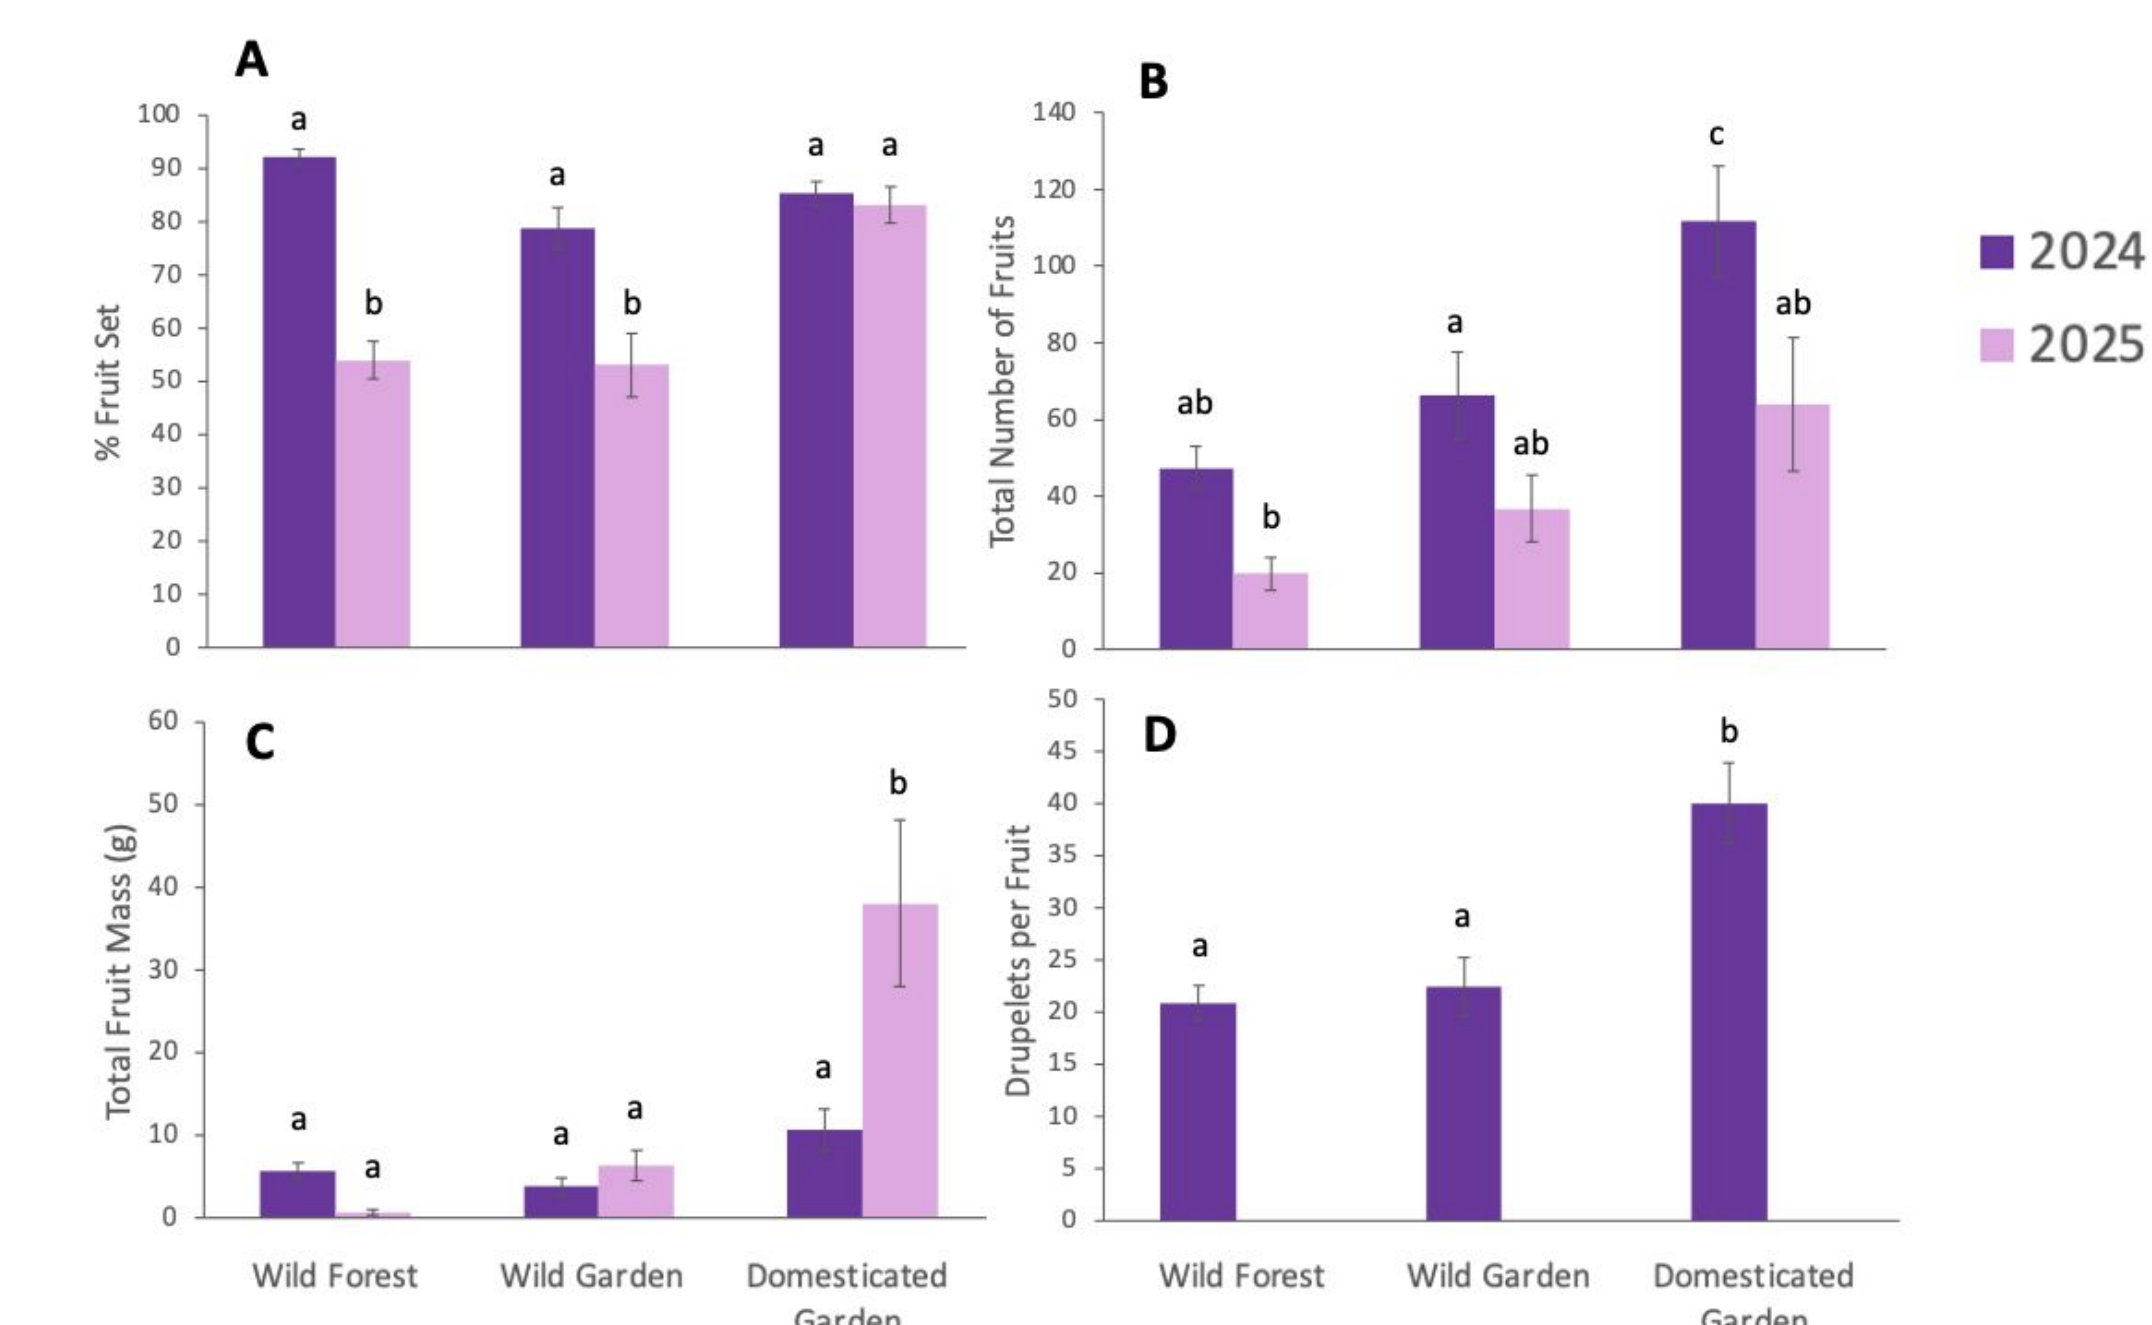 A
100
90
80
70
60
50
40
30
20
10
0
% Fruit Set
a
b
a
b
a
a
B
140
120
100
80
60
40
20
0
Total Number of Fruits
ab
b
a
ab
c
ab
2024
2025
C
60
50
40
30
20
10
0
Total Fruit Mass (g)
a
a
a
a
a
b
Wild Forest
Wild Garden
Domesticated
Garden
D
50
45
40
35
30
25
20
15
10
5
0
Drupelets per Fruit
a
a
b
Wild Forest
Wild Garden
Domesticated
Garden